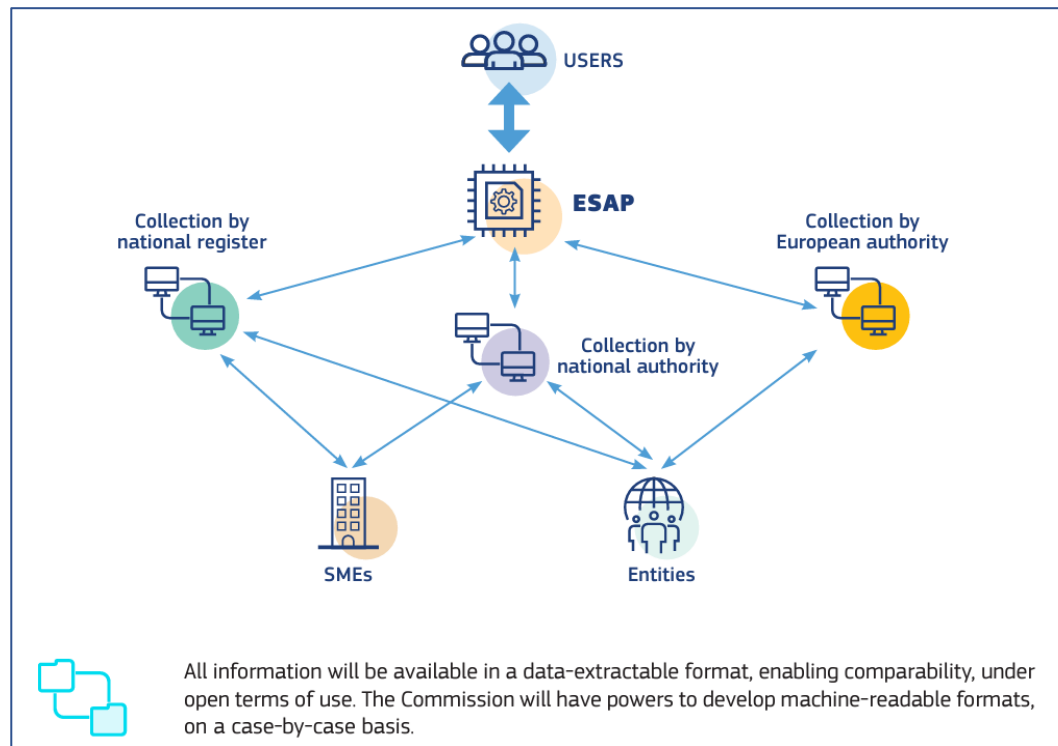 USERS
ESAP
Collection by
national register
Collection by
European authority
Collection by
national authority
SMEs
Entities
All information will be available in a data-extractable format, enabling comparability, under
open terms of use. The Commission will have powers to develop machine-readable formats,
on a case-by-case basis.